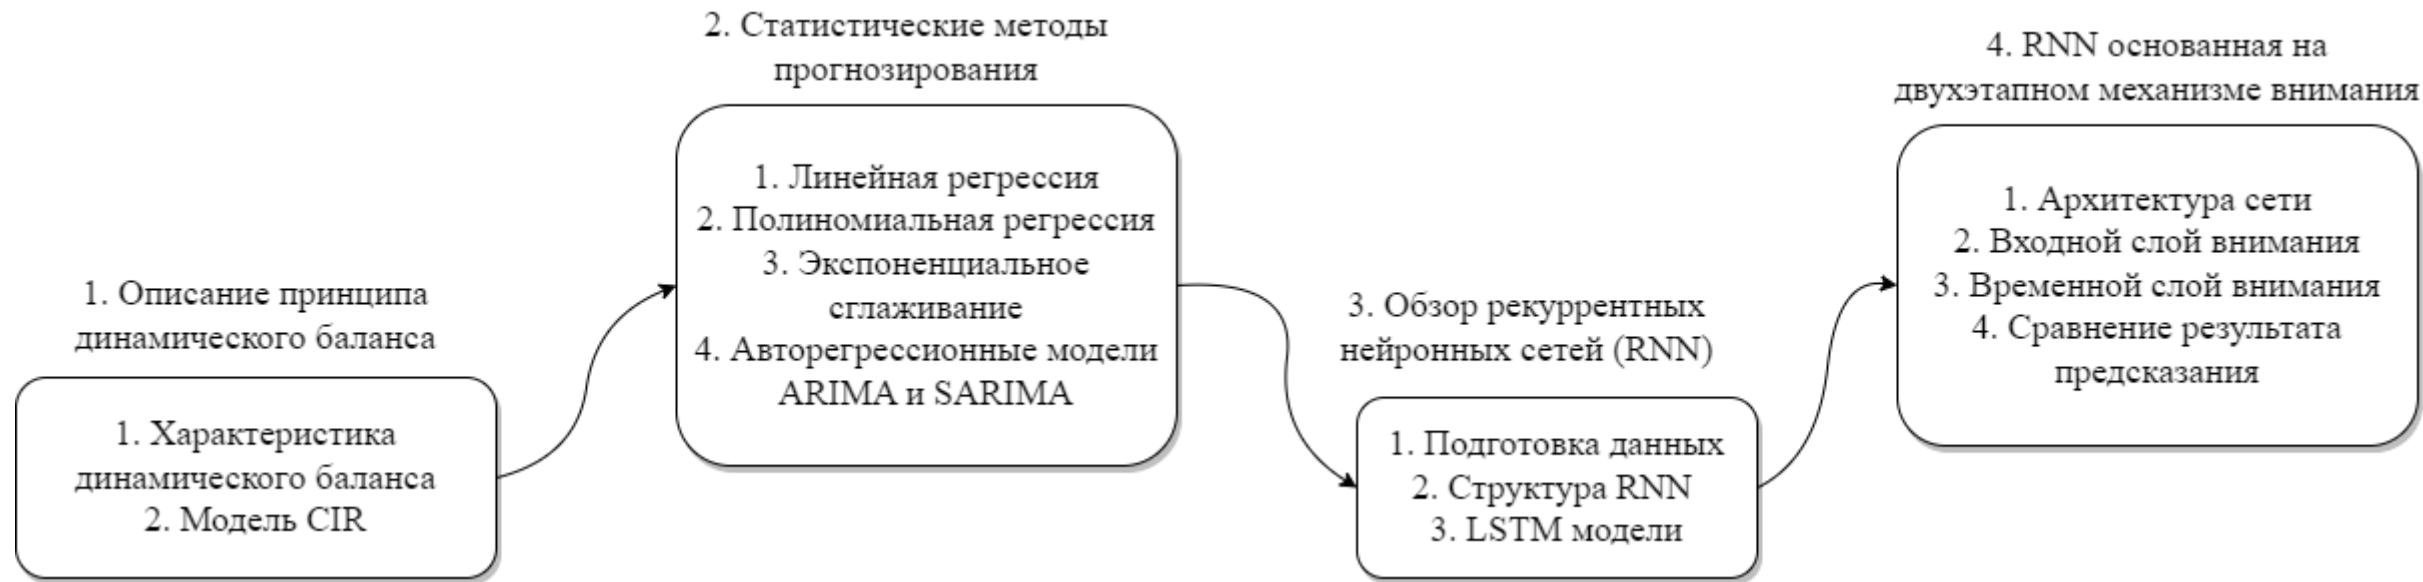 1. Описание принципа
динамического баланса
1. Характеристика
динамического баланса
2. Модель CIR
2. Статистические методы
прогнозирования
1. Линейная регрессия
2. Полиномиальная регрессия
3. Экспоненциальное
сглаживание
4. Авторегрессионные модели
ARIMA и SARIMA
3. Обзор рекуррентных
нейронных сетей (RNN)
1. Подготовка данных
2. Структура RNN
3. LSTM модели
4. RNN основанная на
двухэтапном механизме внимания
1. Архитектура сети
2. Входной слой внимания
3. Временной слой внимания
4. Сравнение результата
предсказания